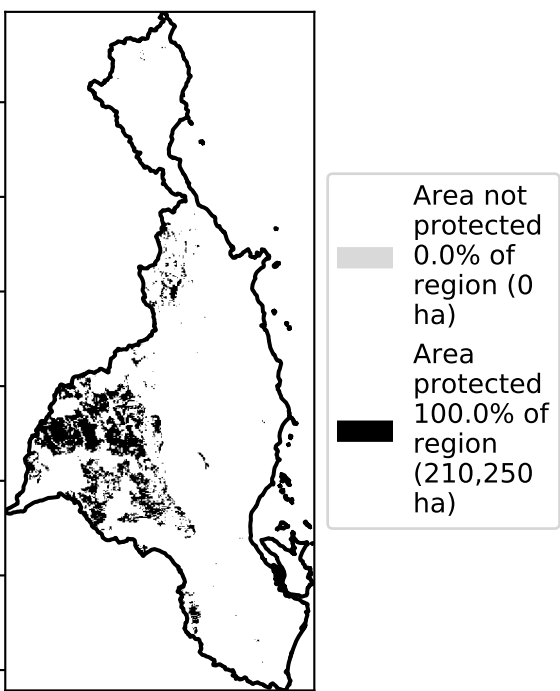 Area not
protected
0.0% of
region (0
ha)
Area
protected
100.0% of
region
(210,250
ha)